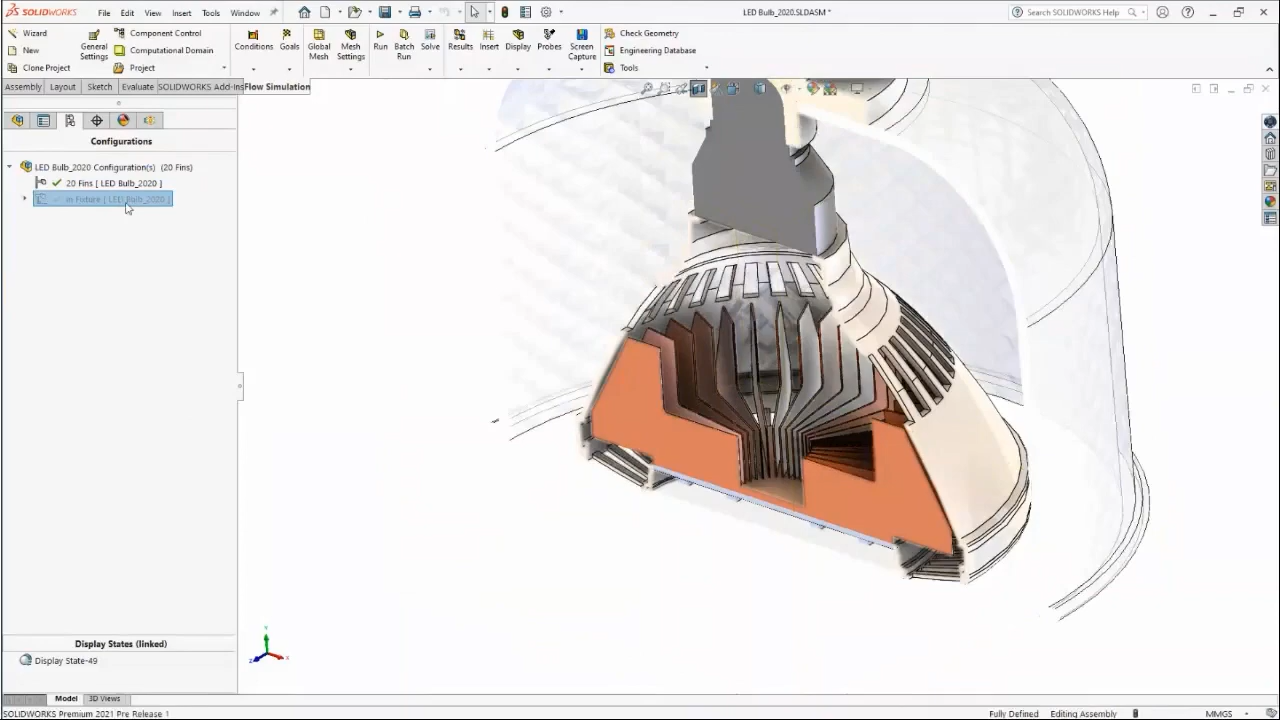 SOLIDWORKS File Edit View Insert Tools Window LED Bulb_2020.SLDASM * Search SOLIDWORKS Help
Wizard
New
Clone Project
General Settings
Component Control
Computational Domain
Project
Conditions
Goals
Global Mesh
Mesh Settings
Run
Batch Run
Solve
Results
Insert
Display
Probes
Screen Capture
Check Geometry
Engineering Database
Tools
Assembly Layout Sketch Evaluate SOLIDWORKS Add-Ins Flow Simulation
Configurations
LED Bulb_2020 Configuration(s) (20 Fins)
20 Fins [ LED Bulb_2020 ]
in Fixture [ LED Bulb_2020 ]
Display States (linked)
Display State-49
Model 3D Views
SOLIDWORKS Premium 2021 Pre Release 1 Fully Defined Editing Assembly MMGS